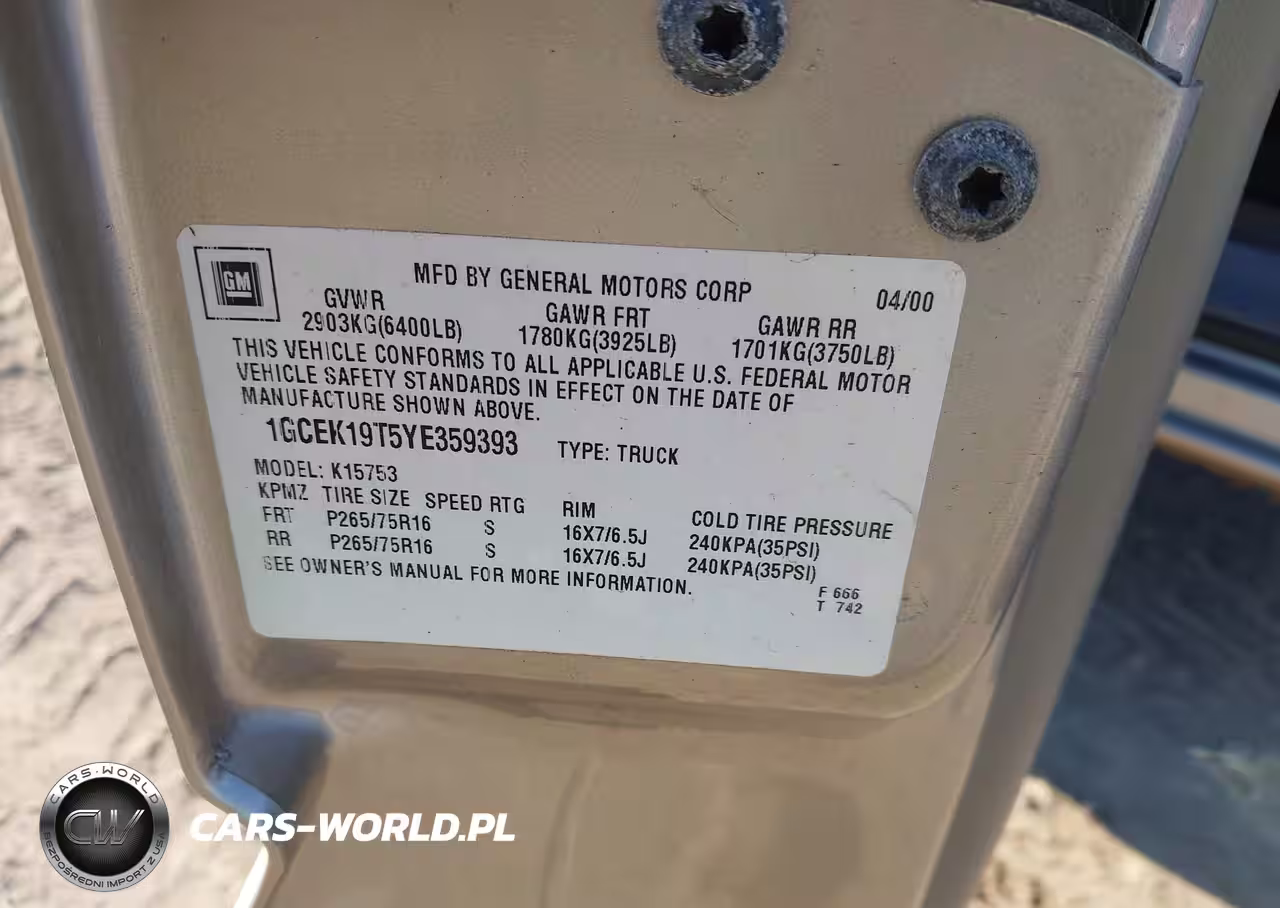 GM
MFD BY GENERAL MOTORS CORP 04/00
GVWR GAWR FRT GAWR RR
2903KG(6400LB) 1780KG(3925LB) 1701KG(3750LB)
THIS VEHICLE CONFORMS TO ALL APPLICABLE U.S. FEDERAL MOTOR
VEHICLE SAFETY STANDARDS IN EFFECT ON THE DATE OF
MANUFACTURE SHOWN ABOVE.
1GCEK19T5YE359393 TYPE: TRUCK
MODEL: K15753
KPMZ TIRE SIZE SPEED RTG RIM COLD TIRE PRESSURE
FRT P265/75R16 S 16X7/6.5J 240KPA(35PSI)
RR P265/75R16 S 16X7/6.5J 240KPA(35PSI)
SEE OWNER'S MANUAL FOR MORE INFORMATION.
F 666
T 742
CARS-WORLD
CW
BEZPOŚREDNI IMPORT Z USA
CARS-WORLD.PL